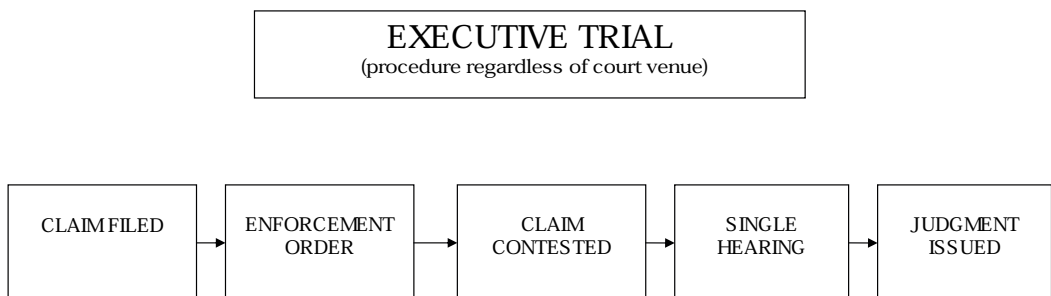 EXECUTIVE TRIAL
(procedure regardless of court venue)
CLAIM FILED
ENFORCEMENT
ORDER
CLAIM
CONTESTED
SINGLE
HEARING
JUDGMENT
ISSUED